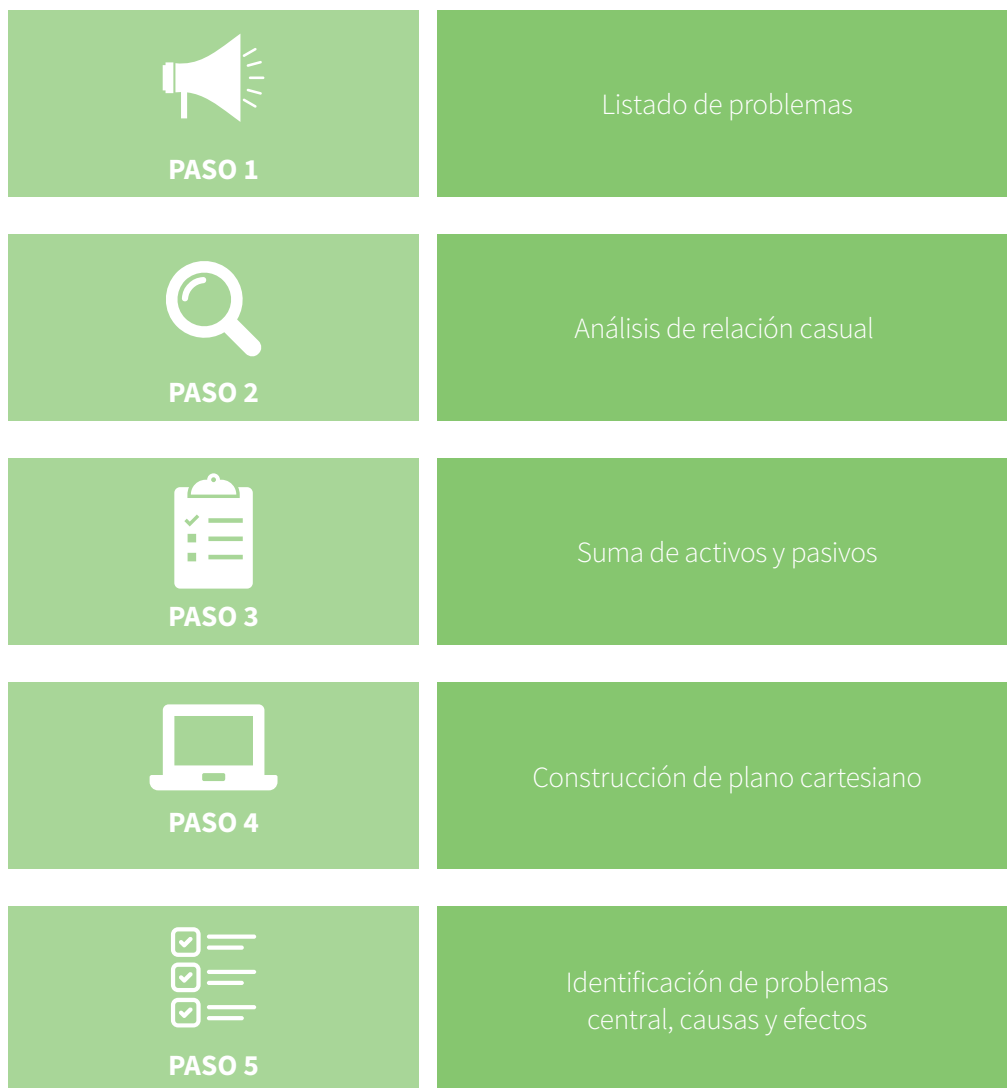 PASO 1
Listado de problemas
PASO 2
Análisis de relación casual
PASO 3
Suma de activos y pasivos
PASO 4
Construcción de plano cartesiano
PASO 5
Identificación de problemas
central, causas y efectos